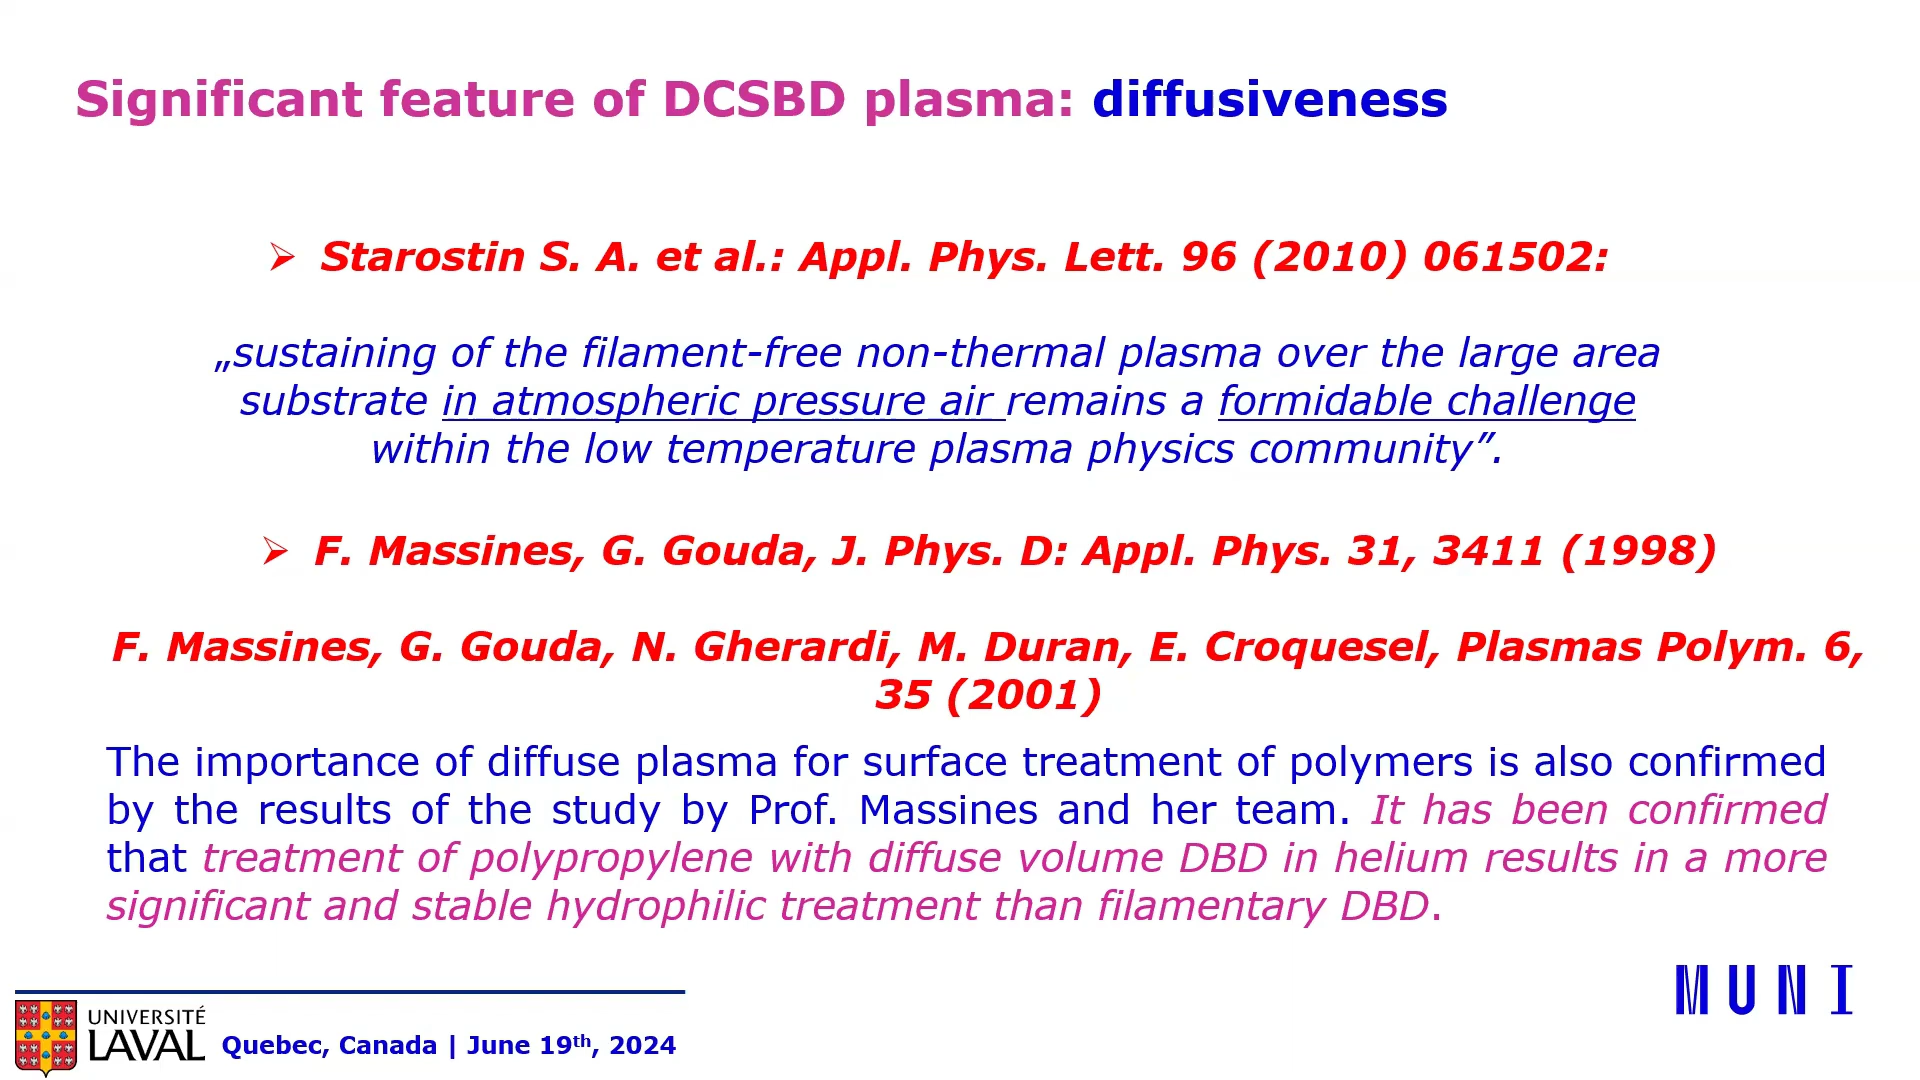 Significant feature of DCSBD plasma: diffusiveness
➢ Starostin S. A. et al.: Appl. Phys. Lett. 96 (2010) 061502:
„sustaining of the filament-free non-thermal plasma over the large area
substrate in atmospheric pressure air remains a formidable challenge
within the low temperature plasma physics community”.
➢ F. Massines, G. Gouda, J. Phys. D: Appl. Phys. 31, 3411 (1998)
F. Massines, G. Gouda, N. Gherardi, M. Duran, E. Croquesel, Plasmas Polym. 6,
35 (2001)
The importance of diffuse plasma for surface treatment of polymers is also confirmed
by the results of the study by Prof. Massines and her team. It has been confirmed
that treatment of polypropylene with diffuse volume DBD in helium results in a more
significant and stable hydrophilic treatment than filamentary DBD.
MUNI
UNIVERSITÉ
LAVAL
Quebec, Canada | June 19th, 2024